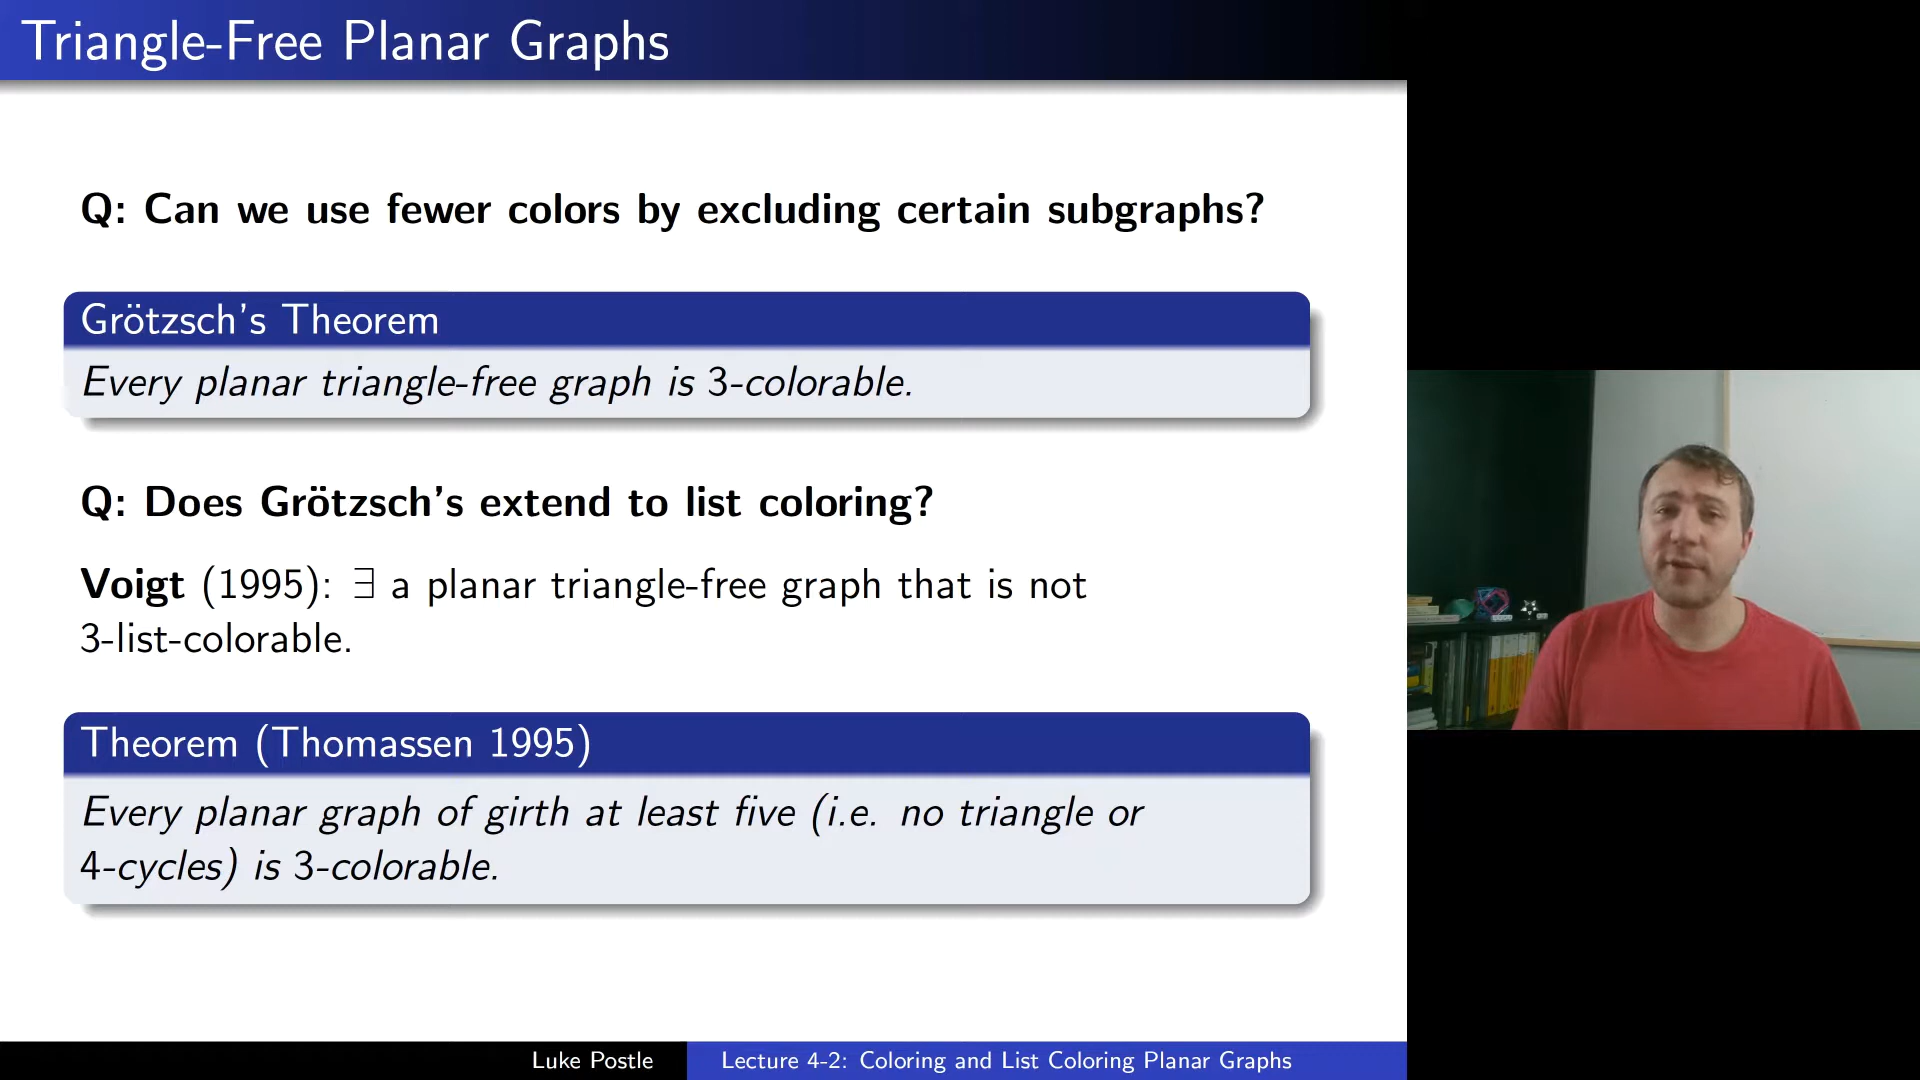 Triangle-Free Planar Graphs
Q: Can we use fewer colors by excluding certain subgraphs?
Grötzsch's Theorem
Every planar triangle-free graph is 3-colorable.
Q: Does Grötzsch's extend to list coloring?
Voigt (1995): ∃ a planar triangle-free graph that is not
3-list-colorable.
Theorem (Thomassen 1995)
Every planar graph of girth at least five (i.e. no triangle or
4-cycles) is 3-colorable.
Luke Postle
Lecture 4-2: Coloring and List Coloring Planar Graphs